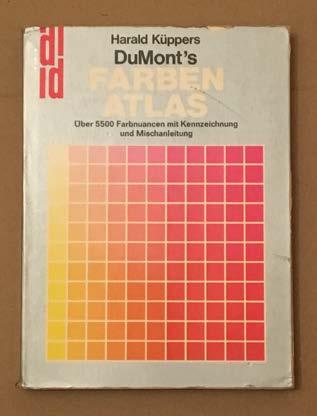 Harald Küppers
DuMont's
FARBEN
ATLAS
Über 5500 Farbnuancen mit Kennzeichnung
und Mischanleitung